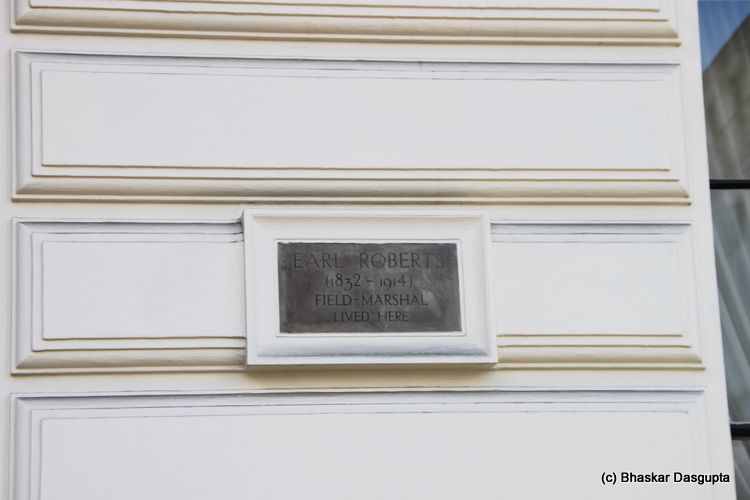 EARL ROBERTS
(1832 - 1914)
FIELD-MARSHAL
LIVED HERE
(c) Bhaskar Dasgupta